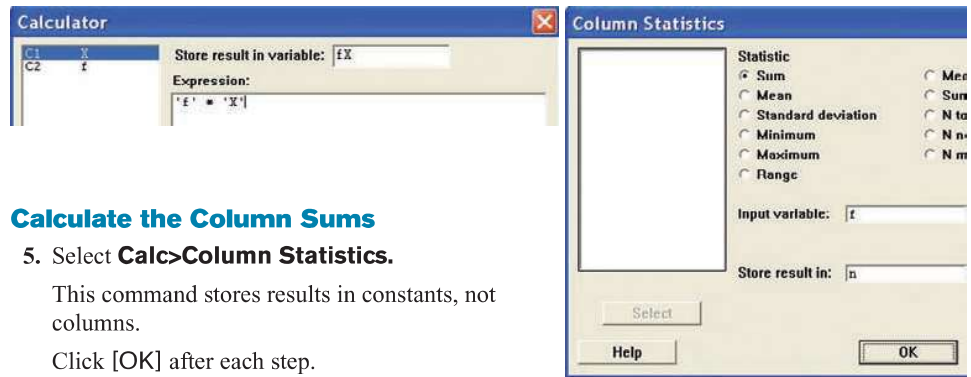 Calculator
C1 X
C2 f
Store result in variable: fX
Expression:
'f' * 'X'
Calculate the Column Sums
5. Select Calc>Column Statistics.
This command stores results in constants, not
columns.
Click [OK] after each step.
Column Statistics
Statistic
Sum
Mean
Standard deviation
Minimum
Maximum
Range
Sum
N to
Input variable: f
Store result in: n
Select
Help
OK